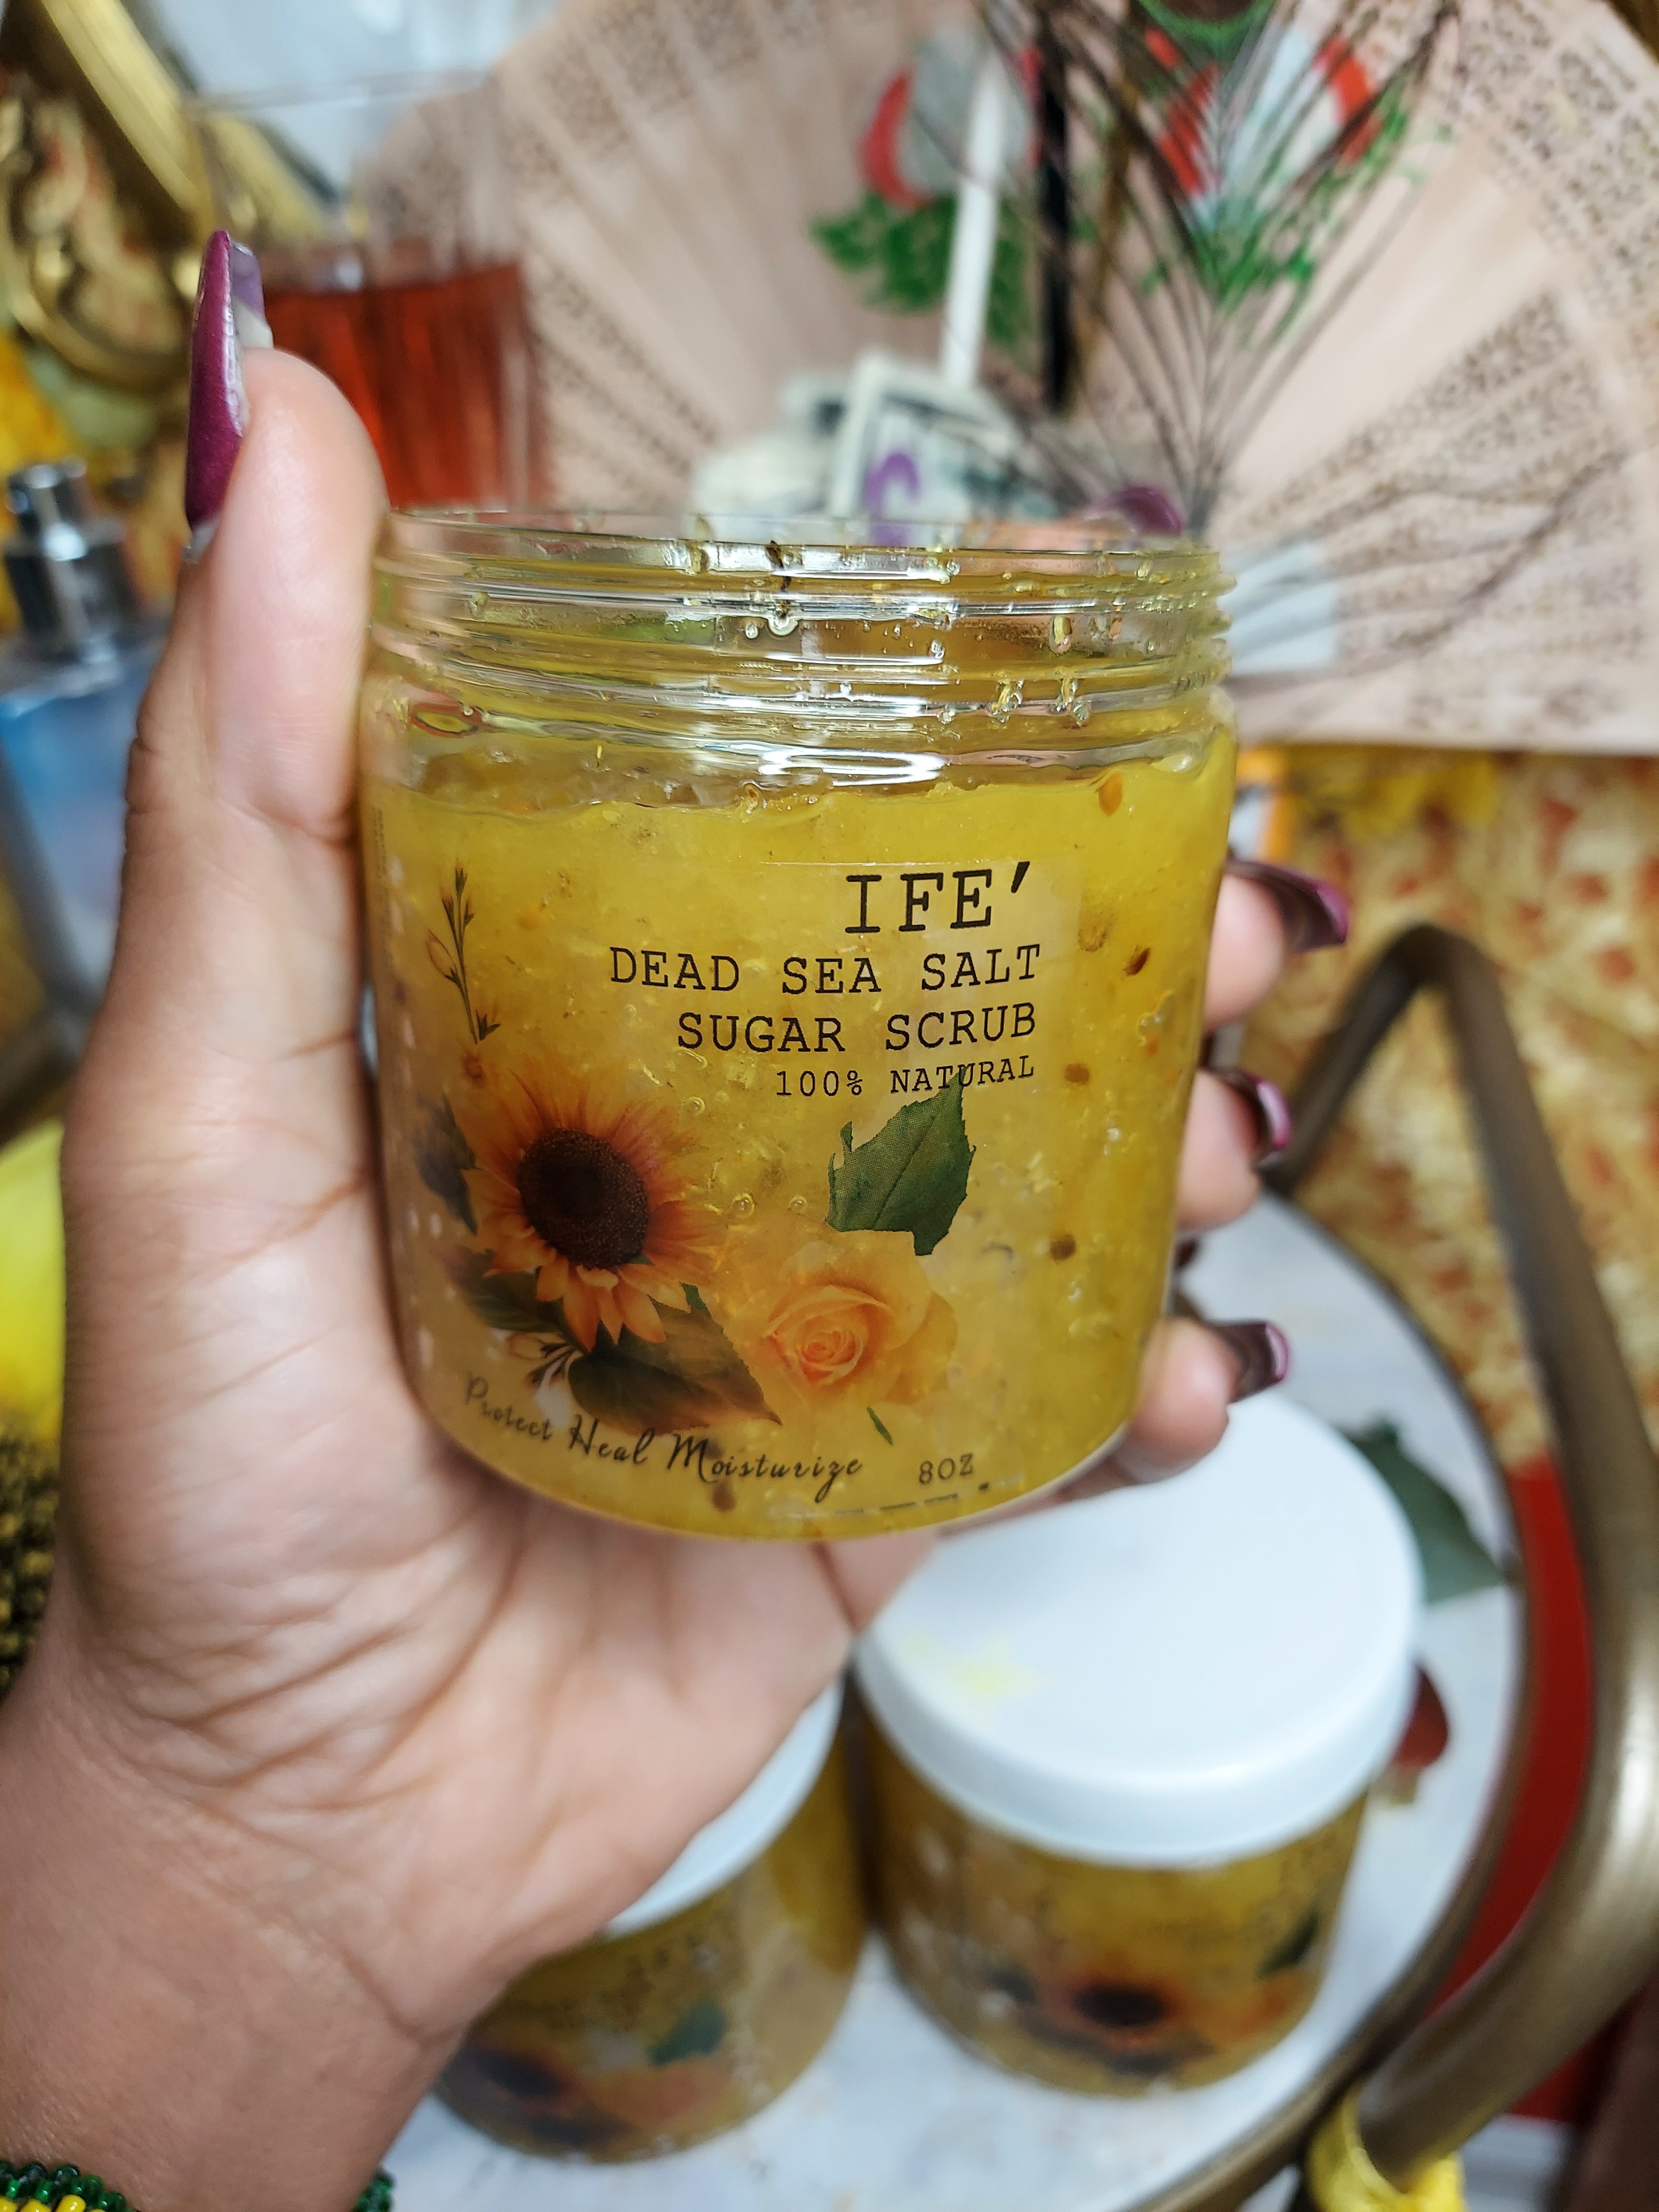 IFE'
DEAD SEA SALT
SUGAR SCRUB
100% NATURAL
Protect Heal Moisturize
8OZ